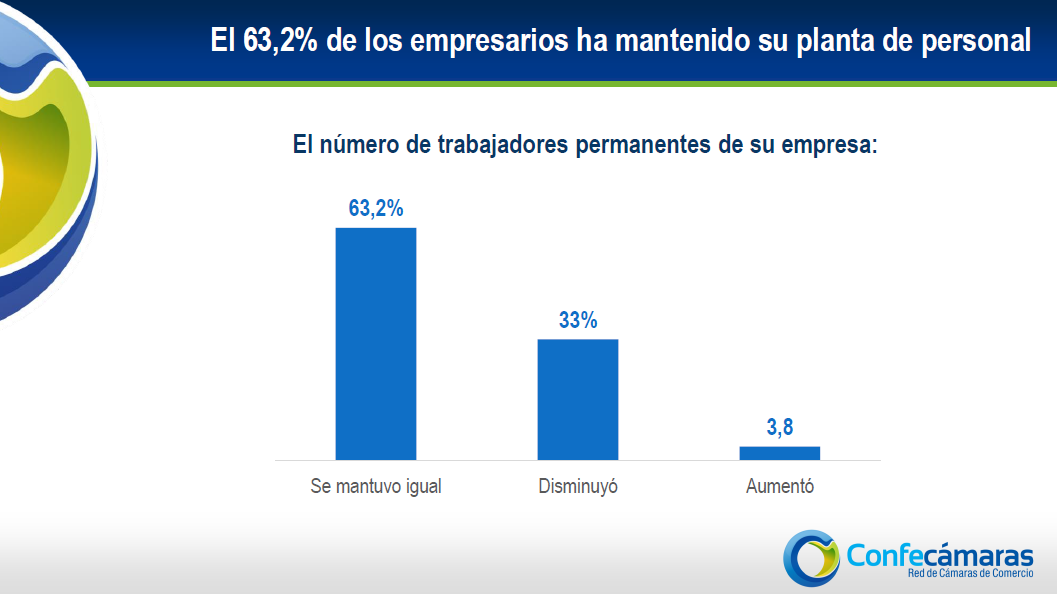 El 63,2% de los empresarios ha mantenido su planta de personal
El número de trabajadores permanentes de su empresa:
63,2%
33%
3,8
Se mantuvo igual
Disminuyó
Aumentó
Confecámaras
Red de Cámaras de Comercio